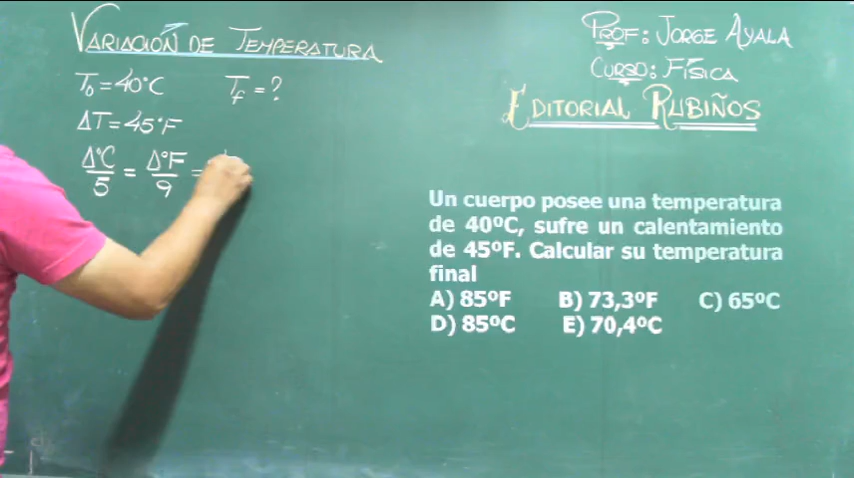 VARIACIÓN DE TEMPERATURA
T₀ = 40°C T_f = ?
ΔT = 45°F
Δ°C/5 = Δ°F/9 =
PROF: JORGE AYALA
CURSO: FÍSICA
EDITORIAL RUBIÑOS
Un cuerpo posee una temperatura
de 40ºC, sufre un calentamiento
de 45ºF. Calcular su temperatura
final
A) 85ºF B) 73,3ºF C) 65ºC
D) 85ºC E) 70,4ºC